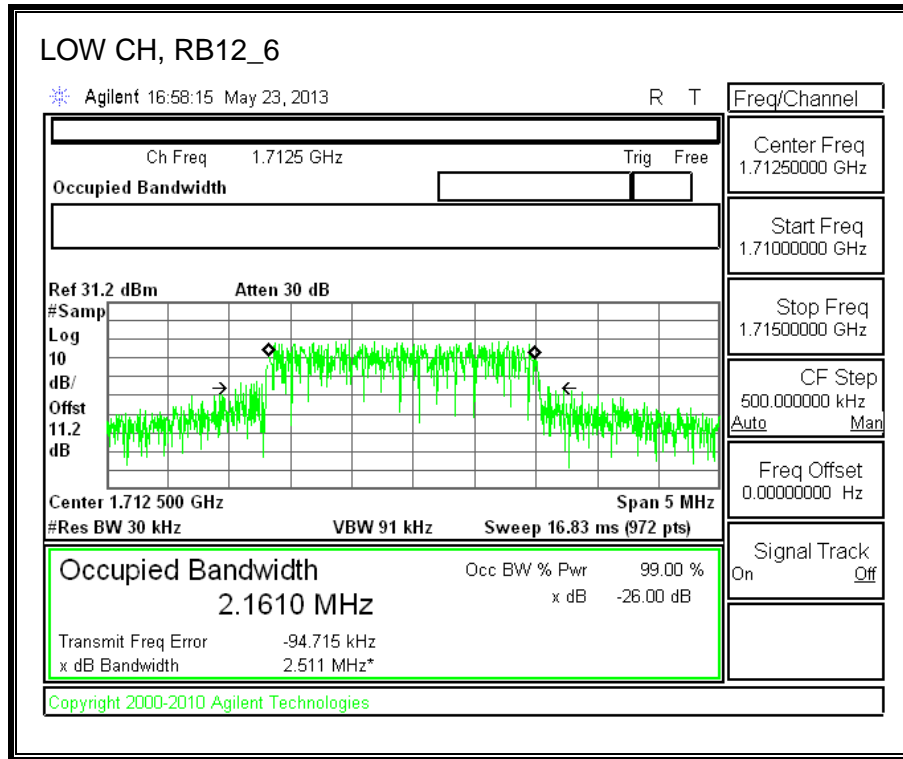 LOW CH, RB12_6
Agilent 16:58:15 May 23, 2013 R T
Freq/Channel
Ch Freq 1.7125 GHz Trig Free
Occupied Bandwidth
Center Freq
1.71250000 GHz
Start Freq
1.71000000 GHz
Stop Freq
1.71500000 GHz
CF Step
500.000000 kHz
Auto Man
Freq Offset
0.00000000 Hz
Signal Track
On Off
Ref 31.2 dBm Atten 30 dB
#Samp
Log
10
dB/
Offst
11.2
dB
Center 1.712 500 GHz Span 5 MHz
#Res BW 30 kHz VBW 91 kHz Sweep 16.83 ms (972 pts)
Occupied Bandwidth Occ BW % Pwr 99.00 %
2.1610 MHz x dB -26.00 dB
Transmit Freq Error -94.715 kHz
x dB Bandwidth 2.511 MHz*
Copyright 2000-2010 Agilent Technologies